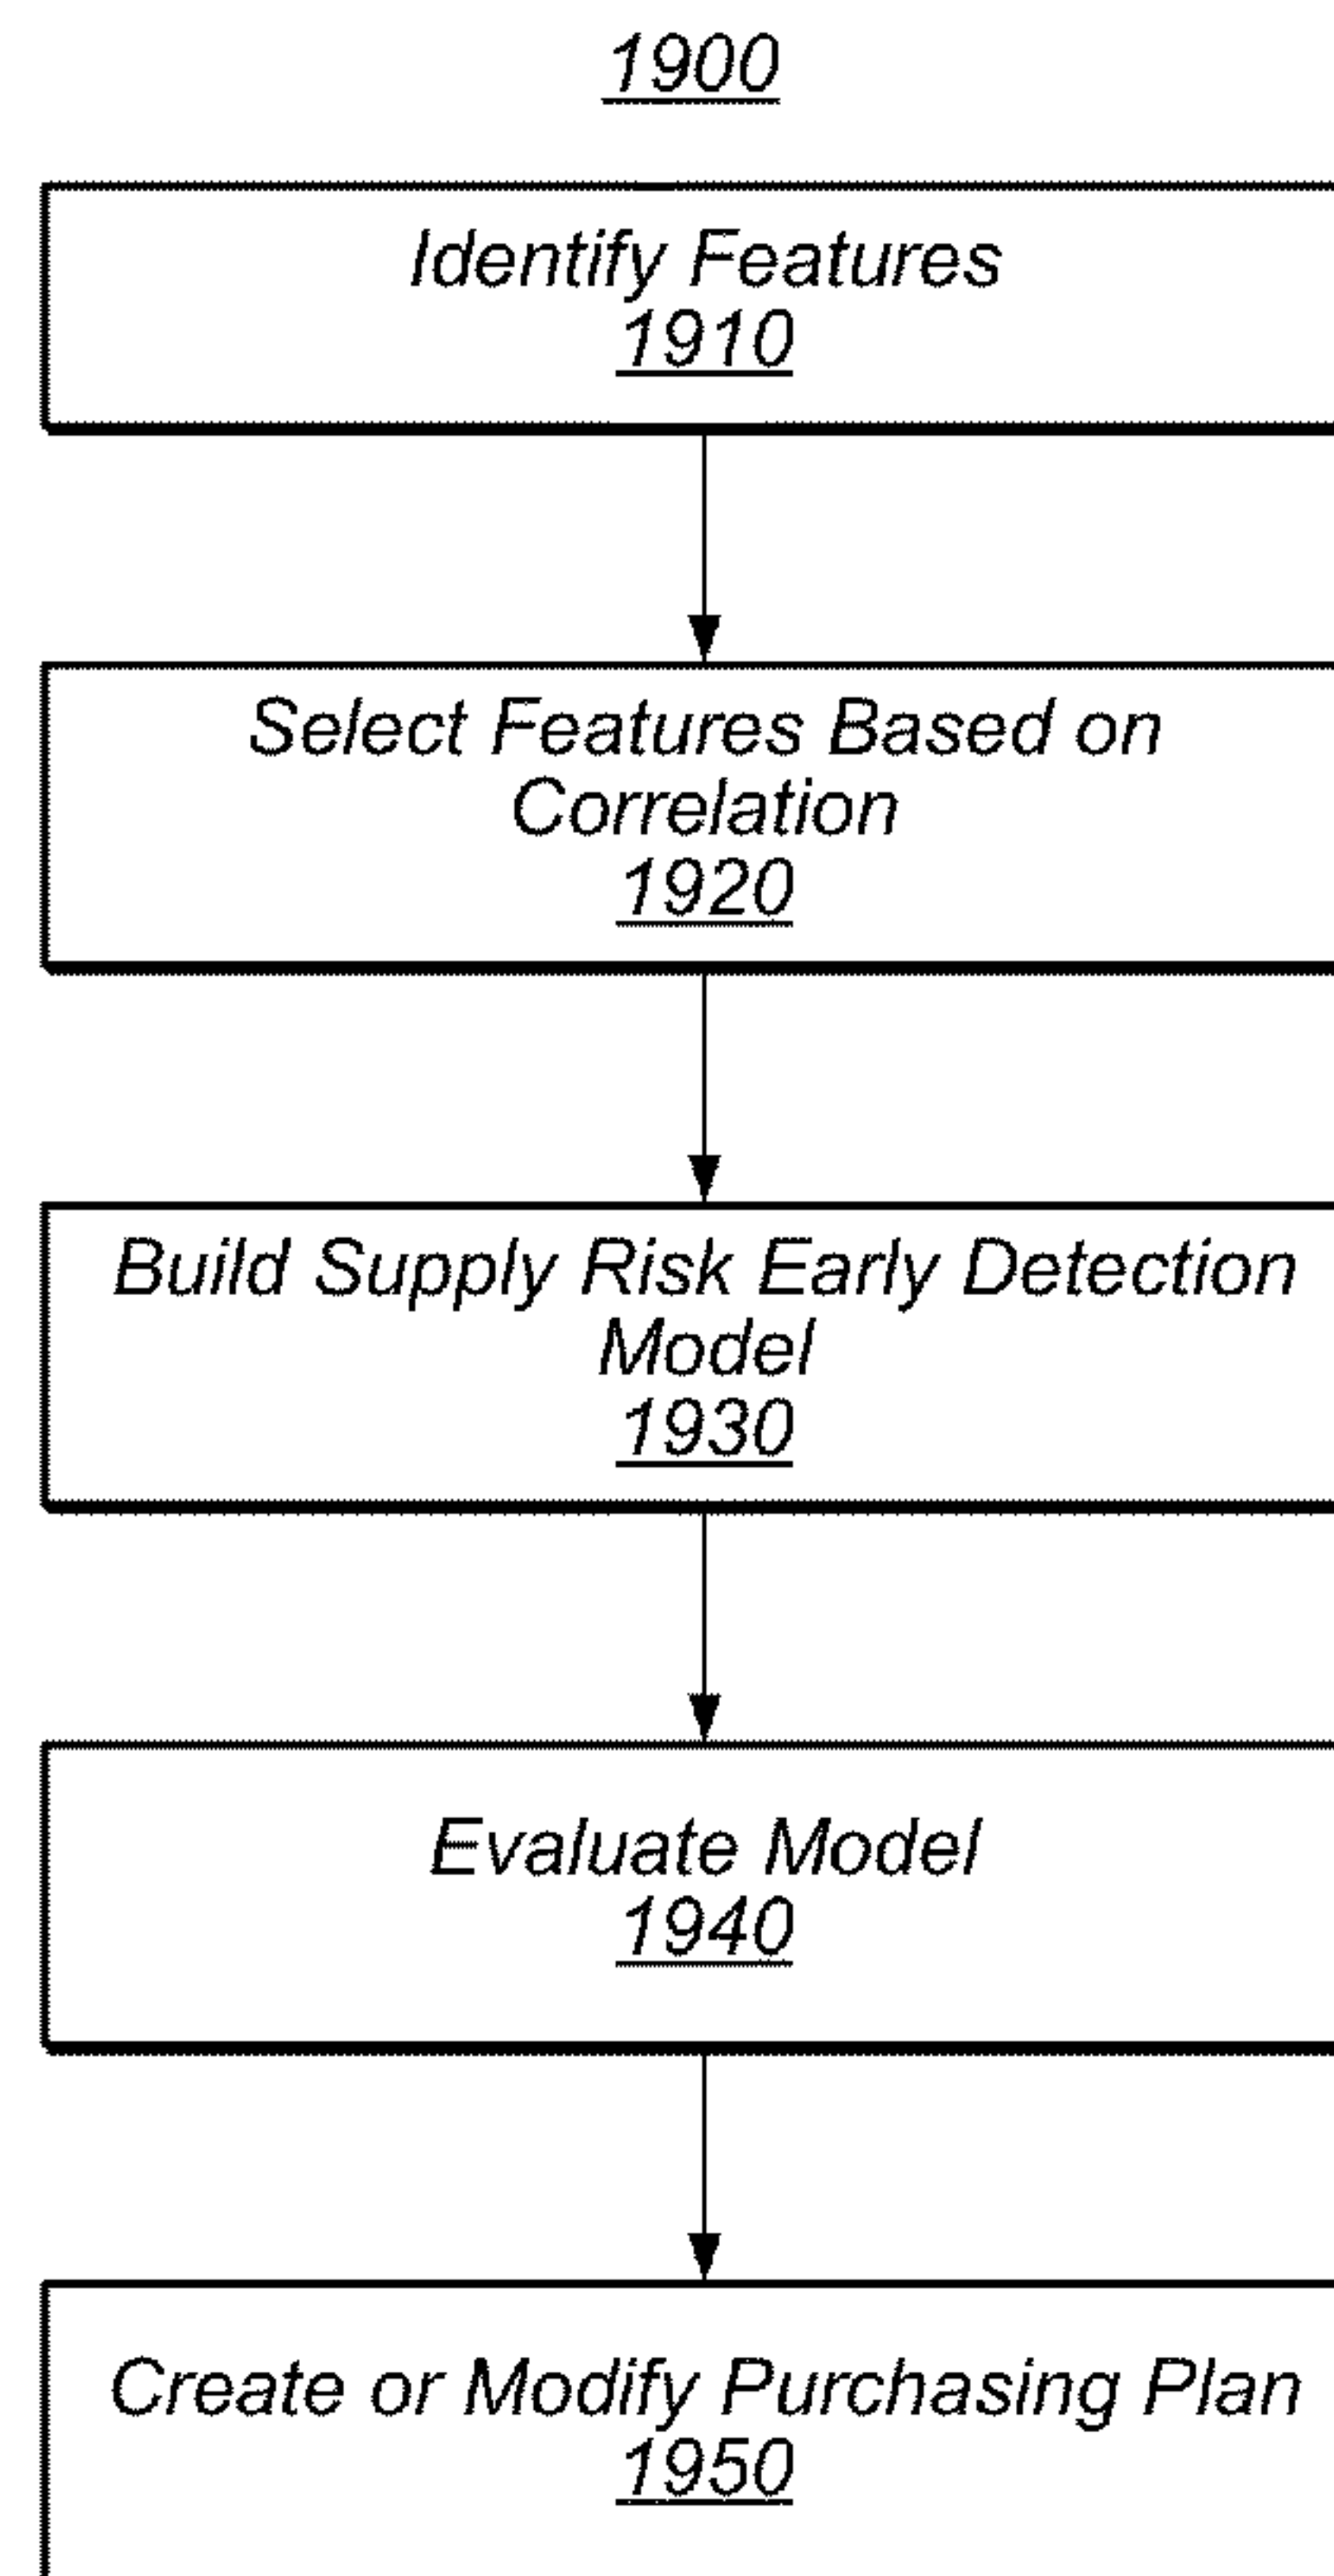 1900
Identify Features
1910
Select Features Based on
Correlation
1920
Build Supply Risk Early Detection
Model
1930
Evaluate Model
1940
Create or Modify Purchasing Plan
1950